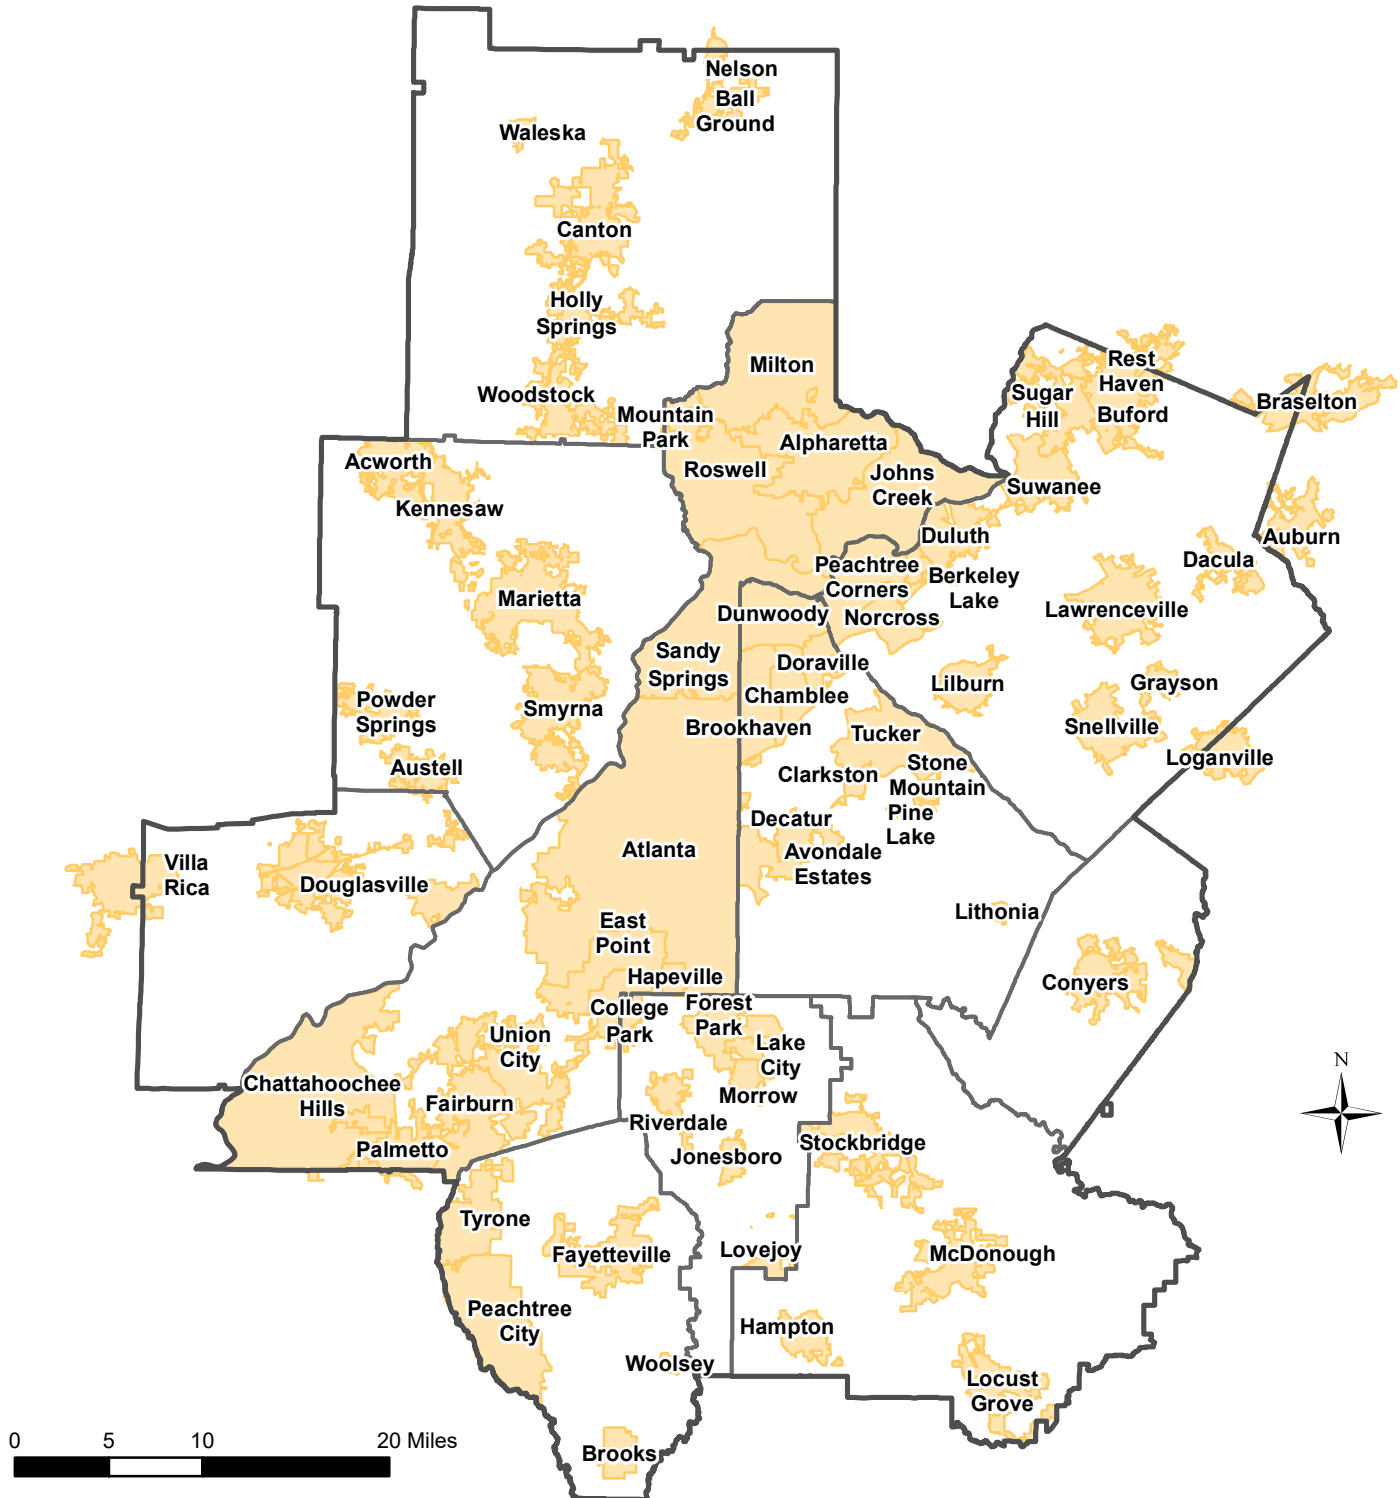 Nelson
Ball
Ground
Waleska
Canton
Holly
Springs
Milton
Woodstock
Mountain
Park
Alpharetta
Roswell
Johns
Creek
Rest
Haven
Sugar
Hill
Buford
Braselton
Suwanee
Acworth
Kennesaw
Duluth
Auburn
Dacula
Peachtree
Corners
Berkeley
Lake
Marietta
Dunwoody
Norcross
Lawrenceville
Sandy
Springs
Doraville
Chamblee
Lilburn
Grayson
Powder
Springs
Smyrna
Brookhaven
Tucker
Snellville
Austell
Clarkston
Stone
Mountain
Loganville
Pine
Lake
Decatur
Avondale
Estates
Atlanta
Villa
Rica
Douglasville
Lithonia
East
Point
Hapeville
Conyers
College
Park
Forest
Park
Union
City
Lake
City
Chattahoochee
Hills
Fairburn
Morrow
Riverdale
Palmetto
Jonesboro
Stockbridge
N
Tyrone
Fayetteville
Lovejoy
McDonough
Peachtree
City
Hampton
Woolsey
Locust
Grove
Brooks
0 5 10 20 Miles